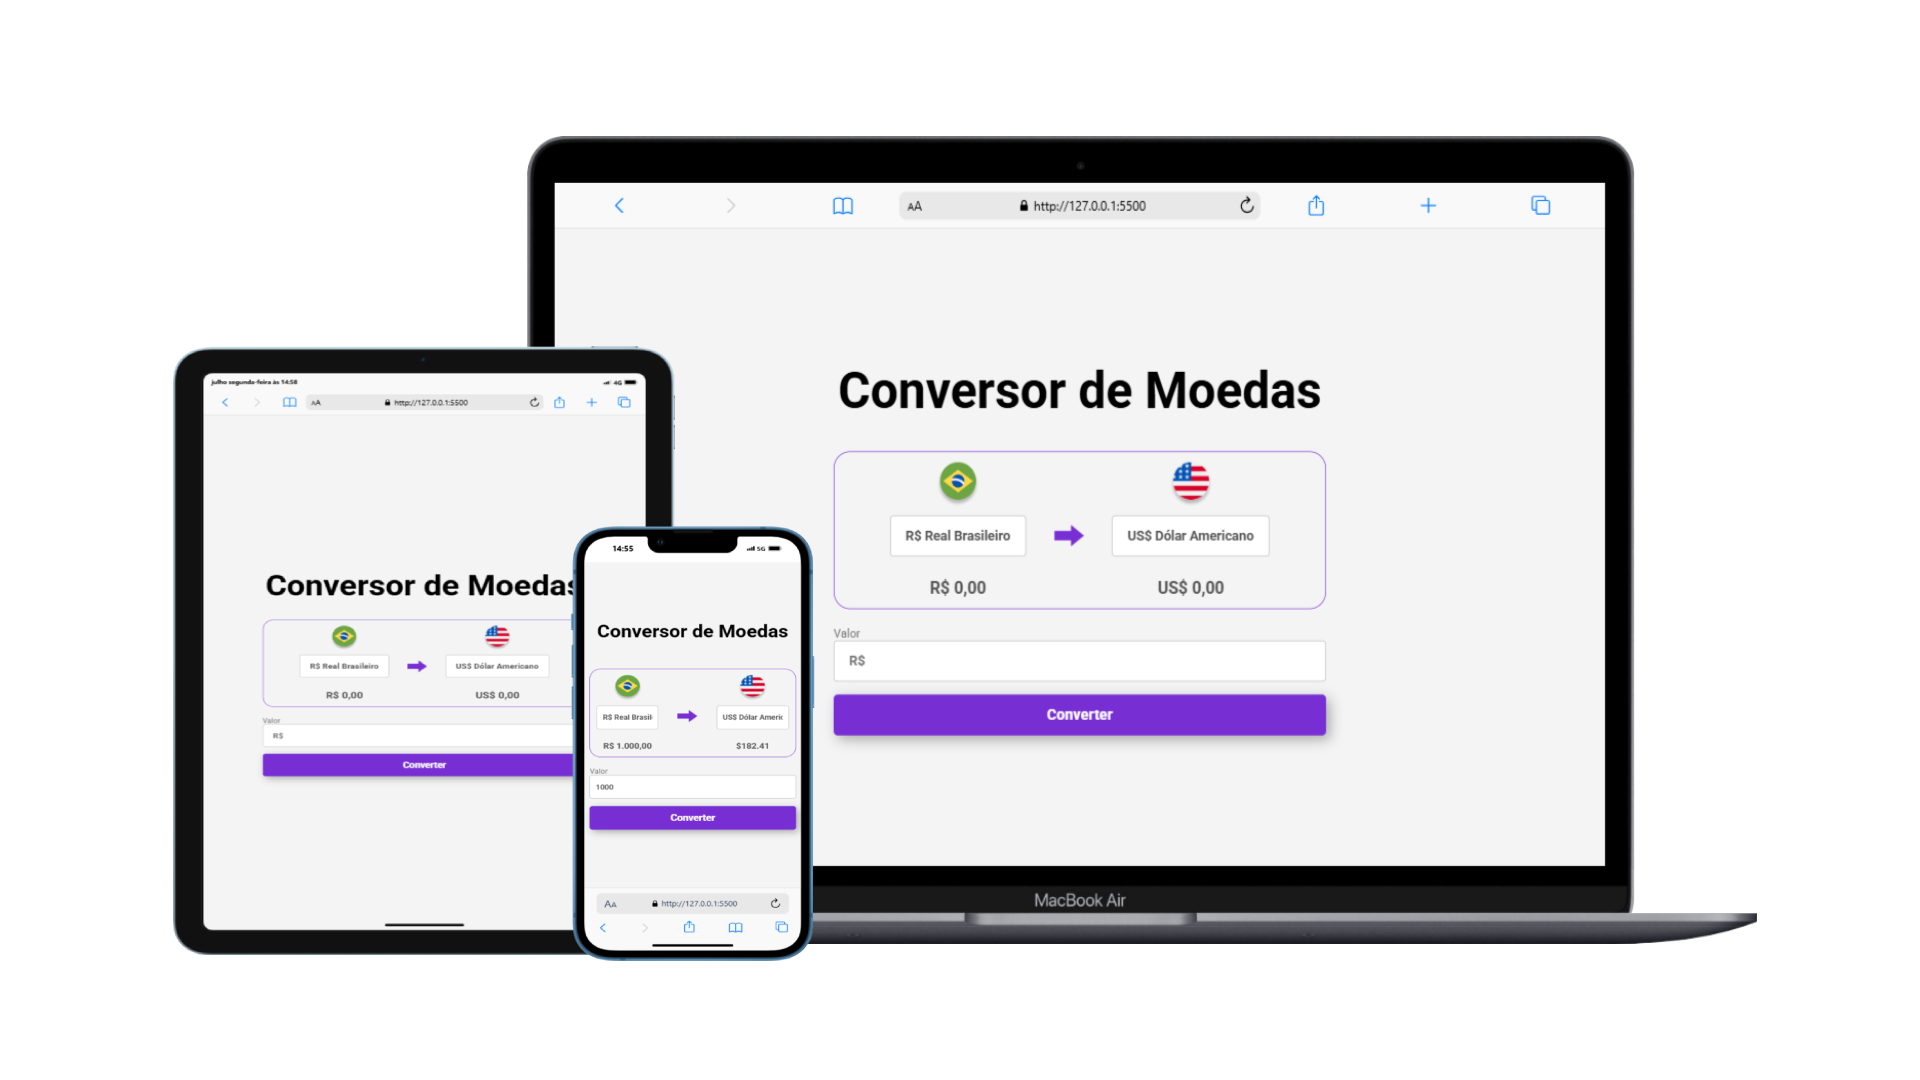 AA
http://127.0.0.1:5500
Conversor de Moedas
R$ Real Brasileiro
US$ Dólar Americano
R$ 0,00
US$ 0,00
Valor
R$
Converter
MacBook Air
julho segunda-feira às 14:58
4G
AA
http://127.0.0.1:5500
Conversor de Moedas
R$ Real Brasileiro
US$ Dólar Americano
R$ 0,00
US$ 0,00
Valor
R$
Converter
14:55
5G
Conversor de Moedas
R$ Real Brasil
US$ Dólar Americ
R$ 1.000,00
$182.41
Valor
1000
Converter
AA
http://127.0.0.1:5500